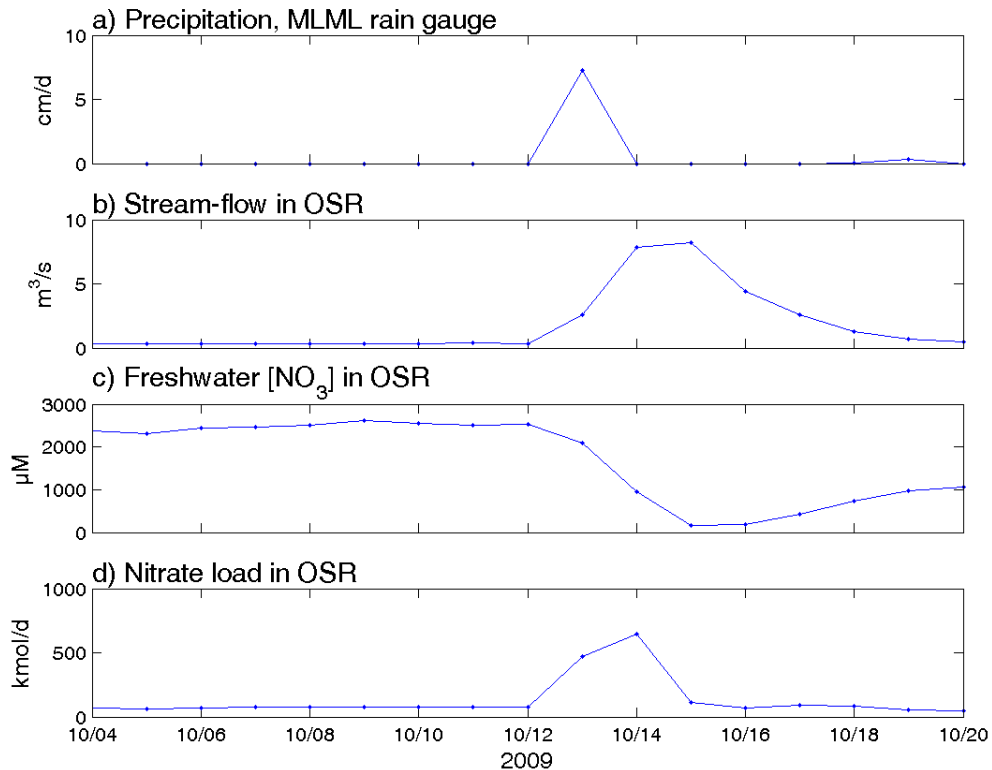 a) Precipitation, MLML rain gauge
10
5
0
cm/d
b) Stream-flow in OSR
10
5
0
m³/s
c) Freshwater [NO₃] in OSR
3000
2000
1000
0
µM
d) Nitrate load in OSR
1000
500
0
kmol/d
10/04 10/06 10/08 10/10 10/12 10/14 10/16 10/18 10/20
2009